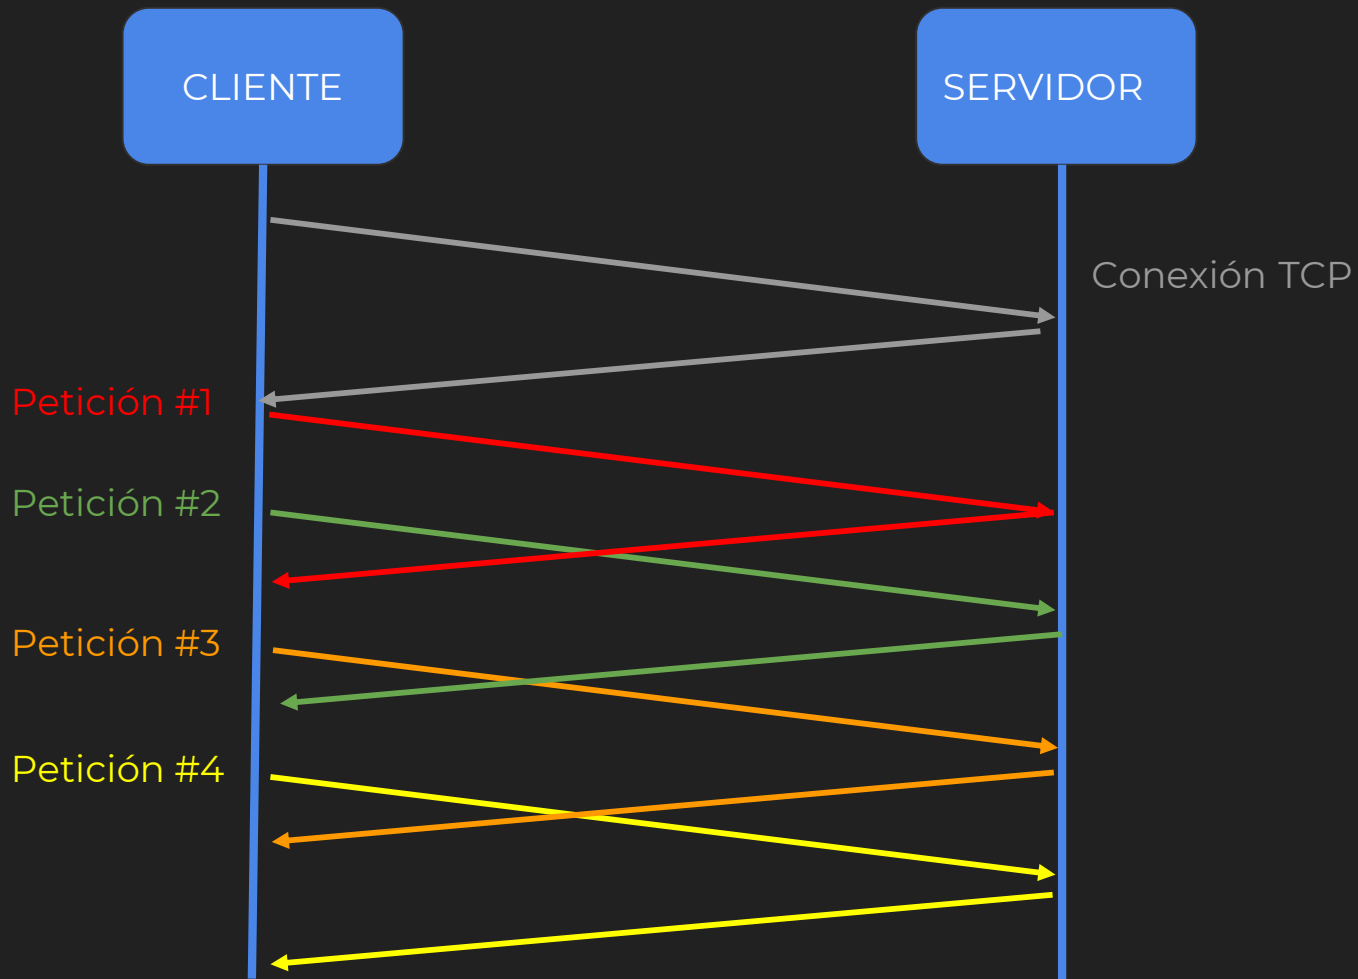 CLIENTE
SERVIDOR
Conexión TCP
Petición #1
Petición #2
Petición #3
Petición #4